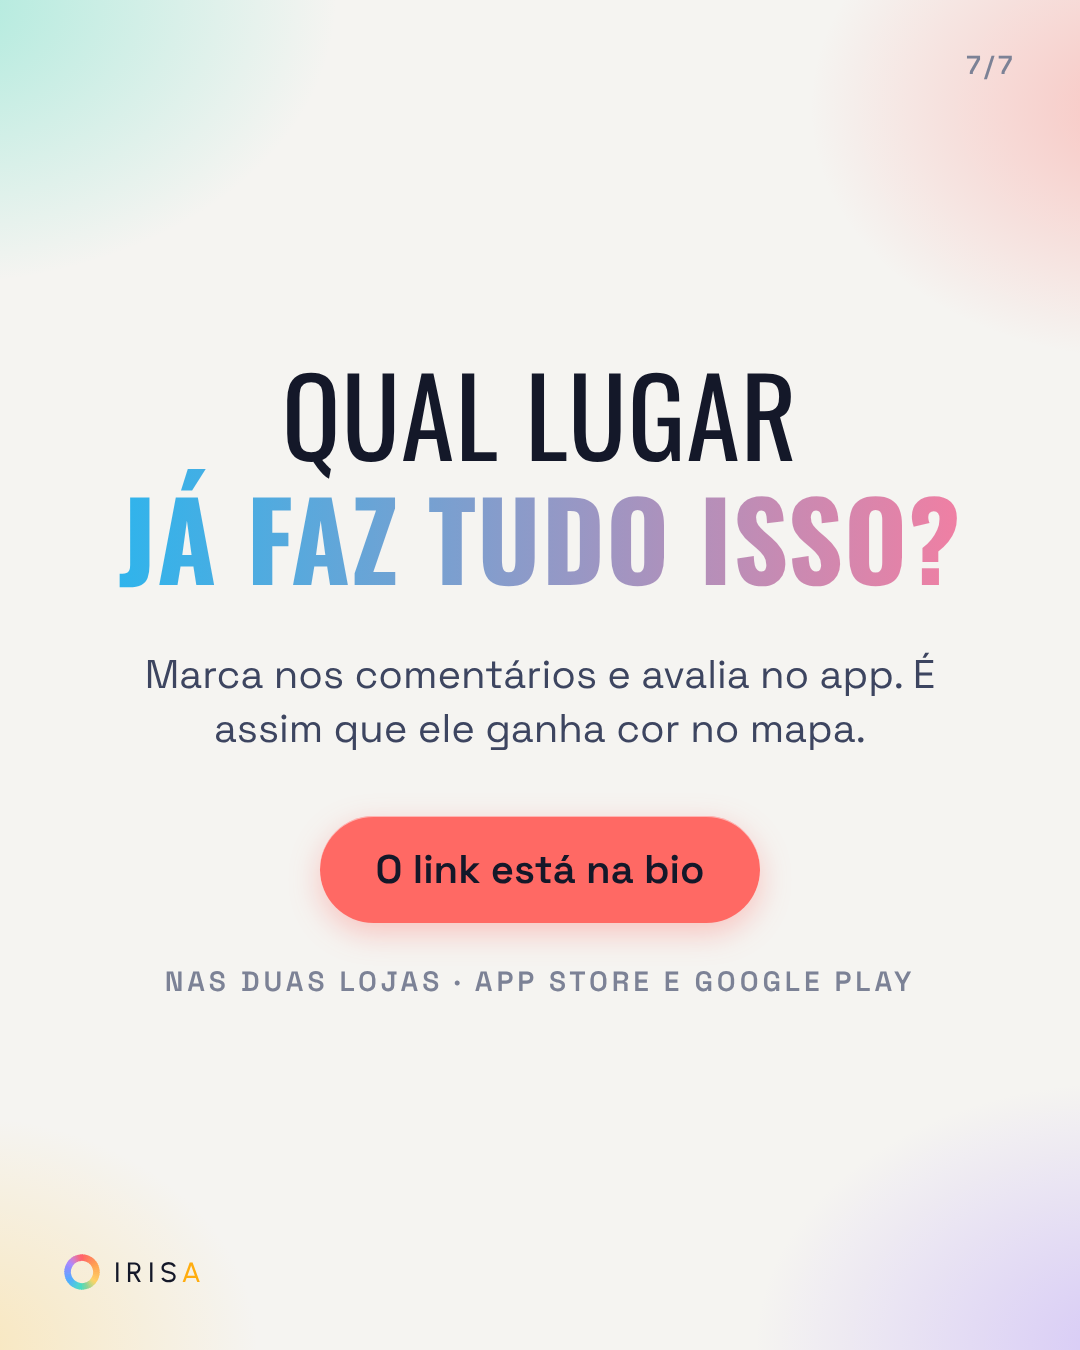 7/7
QUAL LUGAR
JÁ FAZ TUDO ISSO?
Marca nos comentários e avalia no app. É
assim que ele ganha cor no mapa.
O link está na bio
NAS DUAS LOJAS · APP STORE E GOOGLE PLAY
IRISA